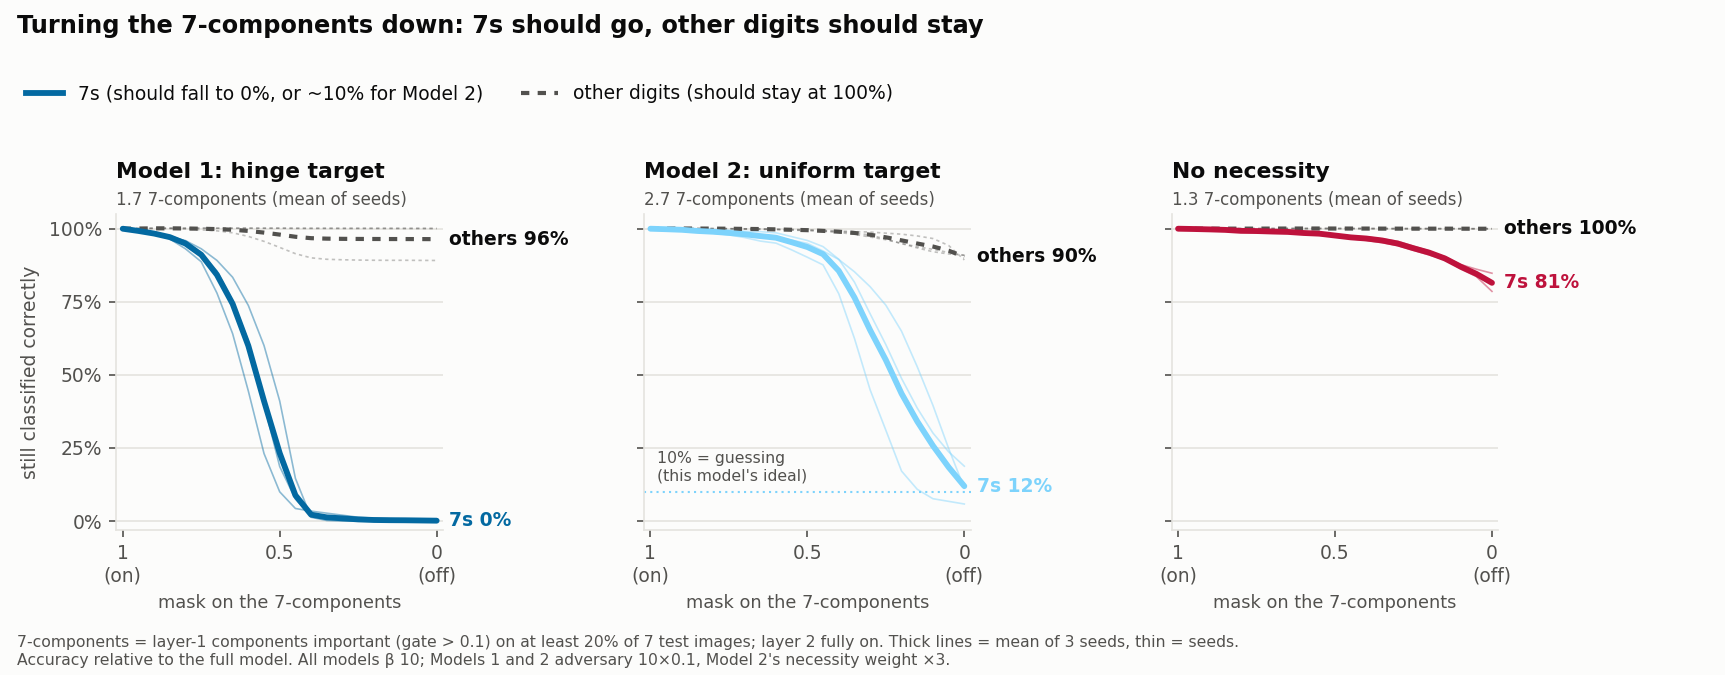 Turning the 7-components down: 7s should go, other digits should stay
7s (should fall to 0%, or ~10% for Model 2)
other digits (should stay at 100%)
Model 1: hinge target
1.7 7-components (mean of seeds)
still classified correctly
100%
75%
50%
25%
0%
others 96%
7s 0%
1
(on)
0.5
0
(off)
mask on the 7-components
Model 2: uniform target
2.7 7-components (mean of seeds)
others 90%
10% = guessing
(this model's ideal)
7s 12%
1
(on)
0.5
0
(off)
mask on the 7-components
No necessity
1.3 7-components (mean of seeds)
others 100%
7s 81%
1
(on)
0.5
0
(off)
mask on the 7-components
7-components = layer-1 components important (gate > 0.1) on at least 20% of 7 test images; layer 2 fully on. Thick lines = mean of 3 seeds, thin = seeds.
Accuracy relative to the full model. All models β 10; Models 1 and 2 adversary 10×0.1, Model 2's necessity weight ×3.